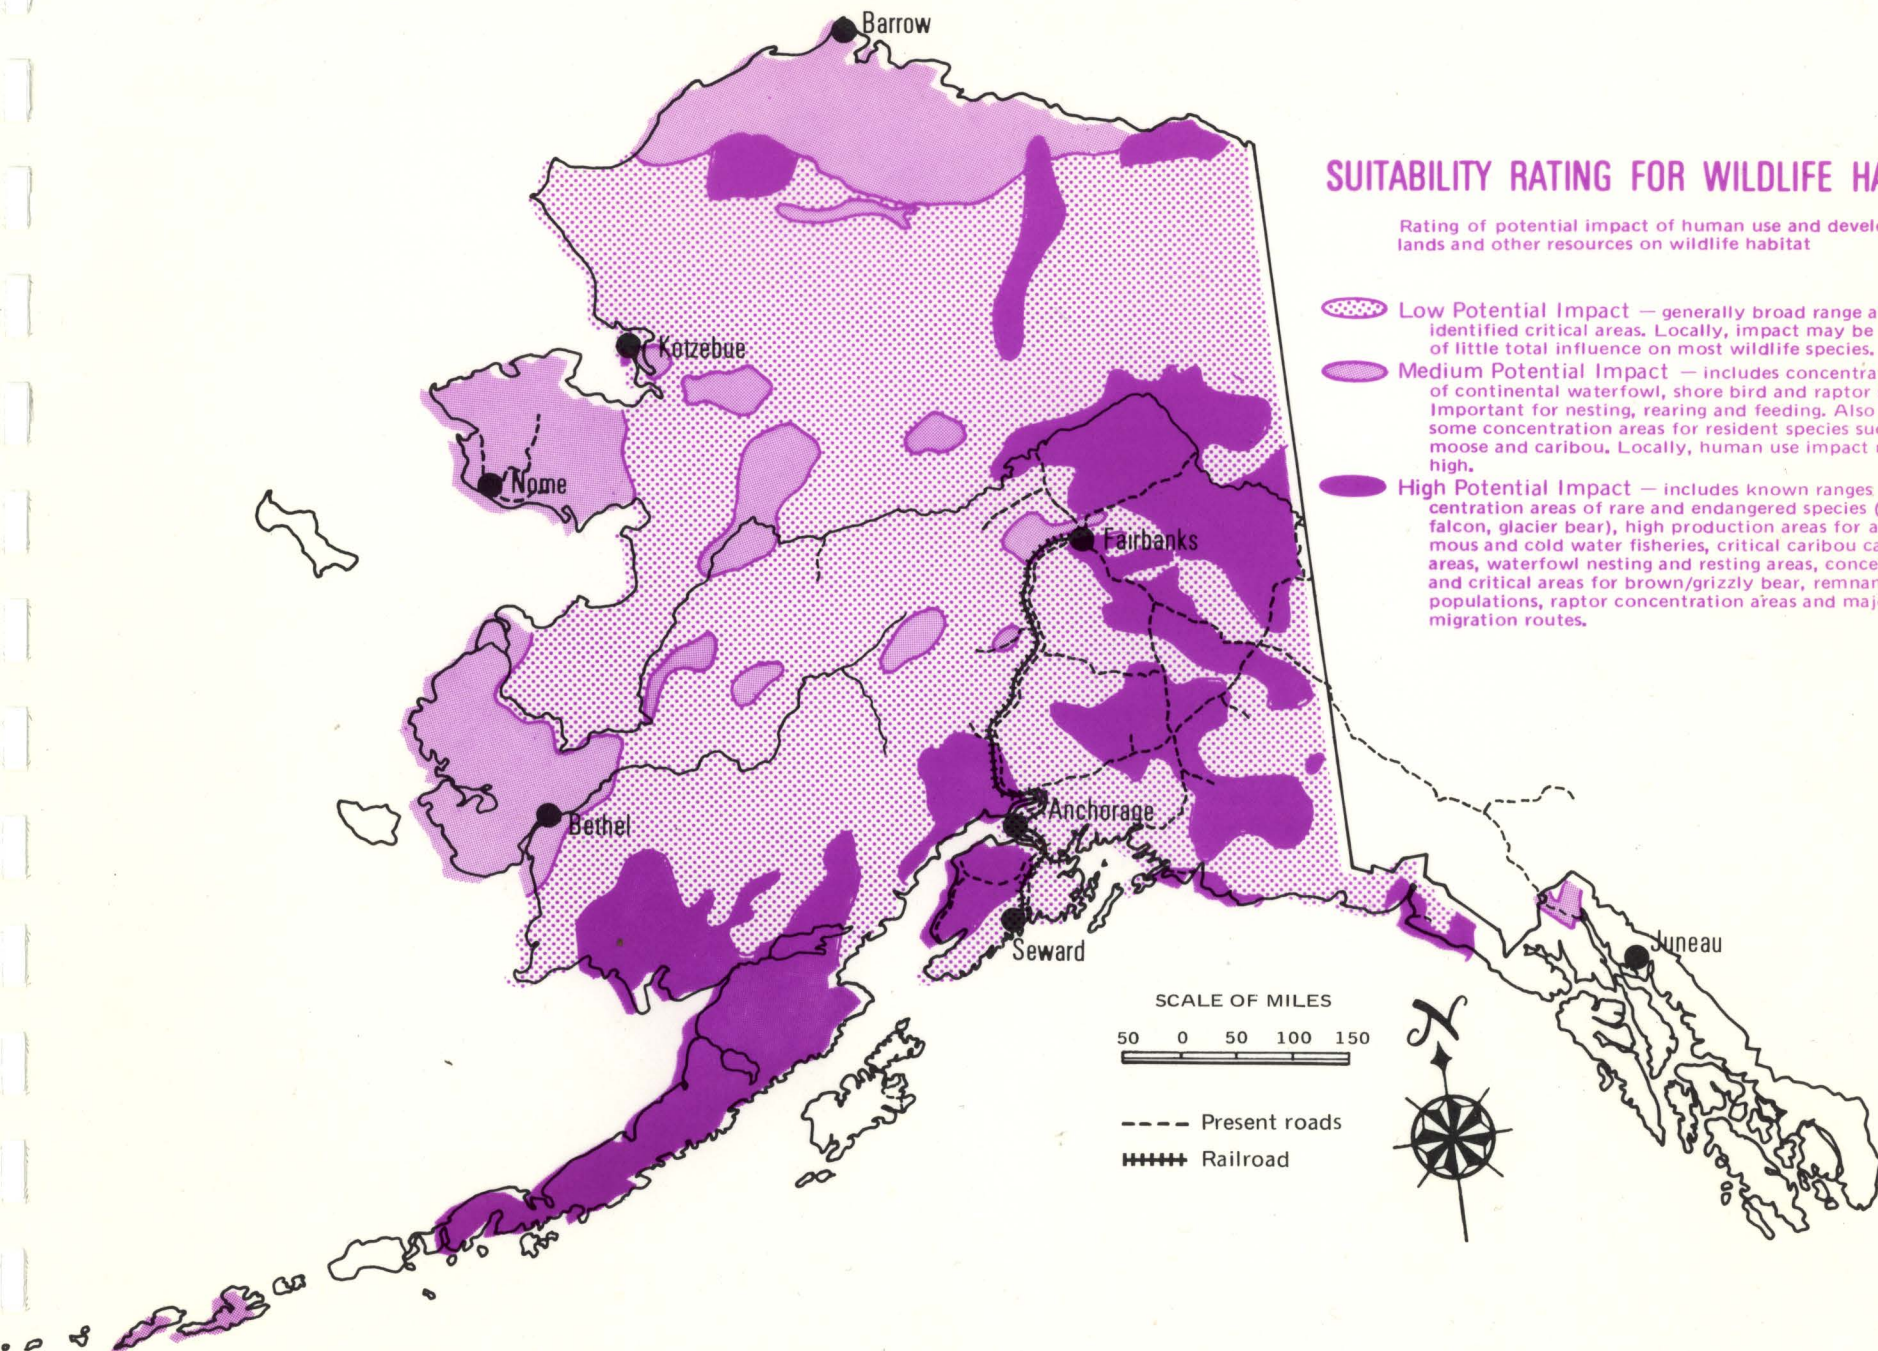 Barrow
SUITABILITY RATING FOR WILDLIFE
Rating of potential impact of human use and
lands and other resources on wildlife habitat
Low Potential Impact — generally broad range
identified critical areas. Locally, impact may be
of little total influence on most wildlife species.
Kotzebue
Medium Potential Impact — includes
of continental waterfowl, shore bird and raptor
Important for nesting, rearing and feeding. Also
some concentration areas for resident species
moose and caribou. Locally, human use impact
high.
Nome
High Potential Impact — includes known ranges
centration areas of rare and endangered species (
falcon, glacier bear), high production areas for
mous and cold water fisheries, critical caribou
areas, waterfowl nesting and resting areas,
and critical areas for brown/grizzly bear,
populations, raptor concentration areas and
migration routes.
Fairbanks
Anchorage
Bethel
Seward
Juneau
SCALE OF MILES
50 0 50 100 150
N
Present roads
Railroad